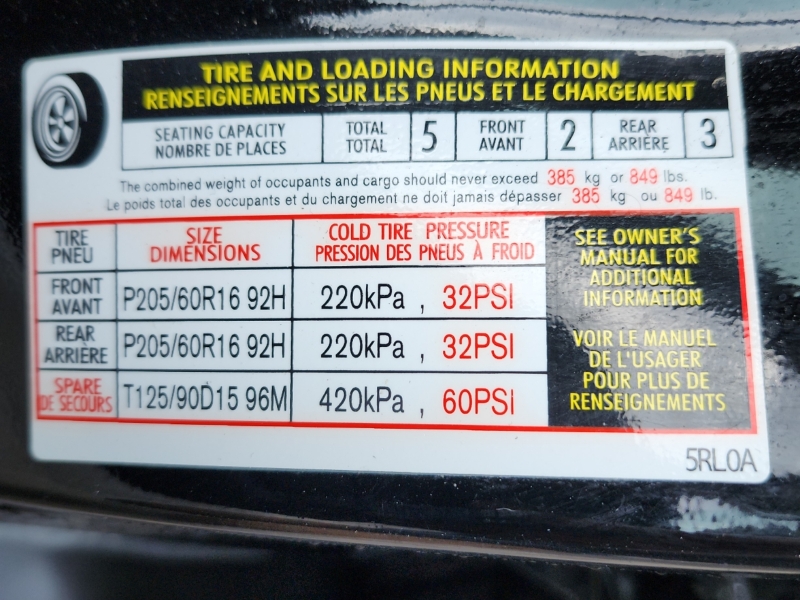 TIRE AND LOADING INFORMATION
RENSEIGNEMENTS SUR LES PNEUS ET LE CHARGEMENT
SEATING CAPACITY
NOMBRE DE PLACES
TOTAL
TOTAL
5
FRONT
AVANT
2
REAR
ARRIÈRE
3
The combined weight of occupants and cargo should never exceed 385 kg or 849 lbs.
Le poids total des occupants et du chargement ne doit jamais dépasser 385 kg ou 849 lb.
TIRE
PNEU
SIZE
DIMENSIONS
COLD TIRE PRESSURE
PRESSION DES PNEUS À FROID
FRONT
AVANT
P205/60R16 92H
220kPa , 32PSI
REAR
ARRIÈRE
P205/60R16 92H
220kPa , 32PSI
SPARE
DE SECOURS
T125/90D15 96M
420kPa , 60PSI
SEE OWNER'S
MANUAL FOR
ADDITIONAL
INFORMATION
VOIR LE MANUEL
DE L'USAGER
POUR PLUS DE
RENSEIGNEMENTS
5RL0A